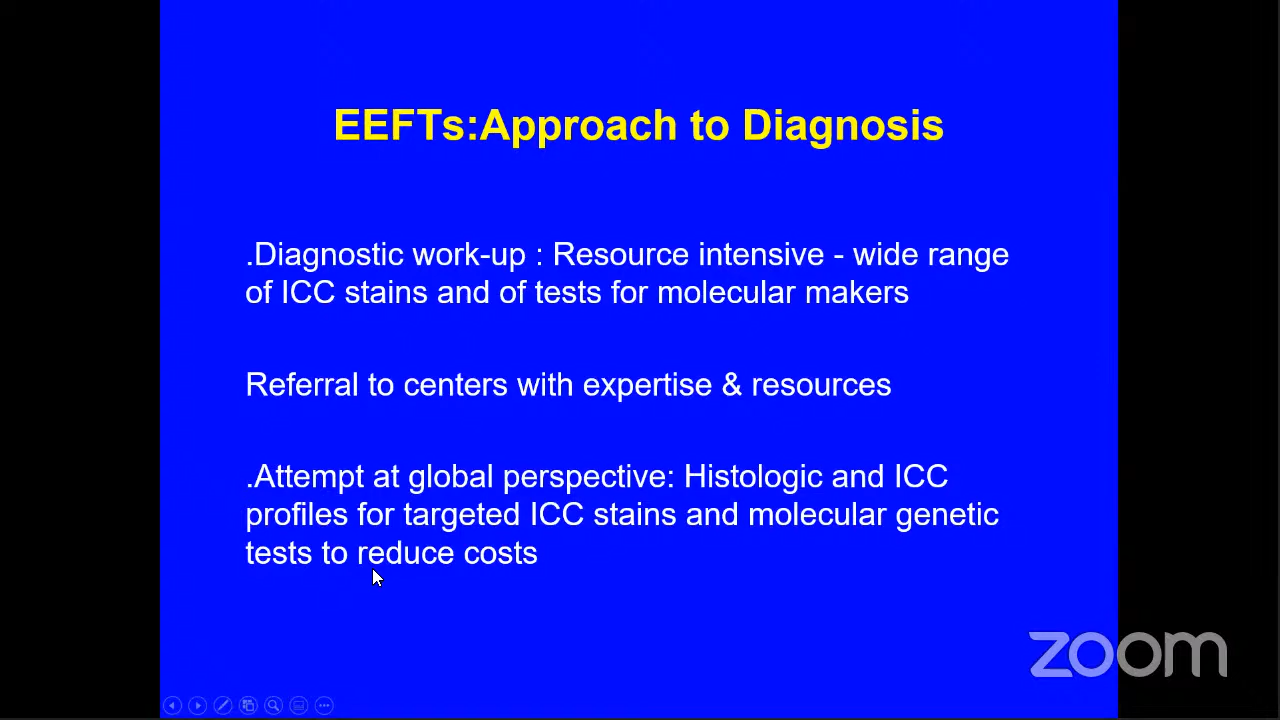 EEFTs:Approach to Diagnosis
.Diagnostic work-up : Resource intensive - wide range
of ICC stains and of tests for molecular makers
Referral to centers with expertise & resources
.Attempt at global perspective: Histologic and ICC
profiles for targeted ICC stains and molecular genetic
tests to reduce costs
zoom